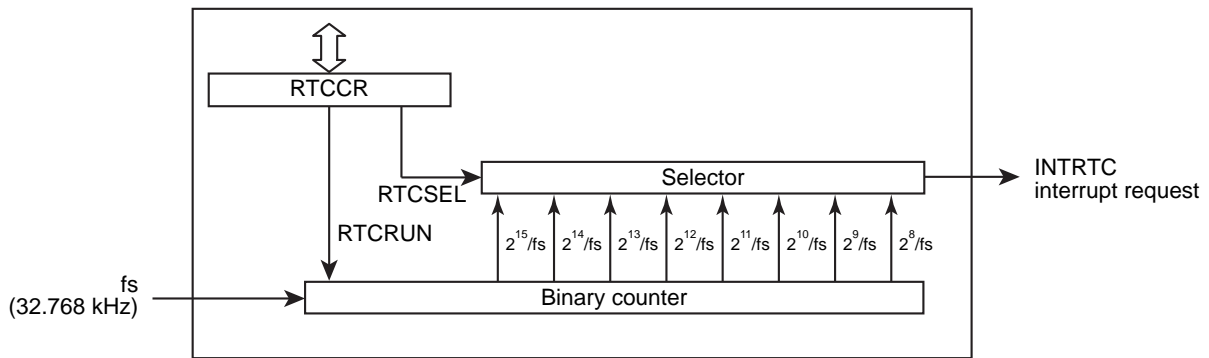 RTCCR
Selector
INTRTC
interrupt request
RTCSEL
RTCRUN
2^15/fs
2^14/fs
2^13/fs
2^12/fs
2^11/fs
2^10/fs
2^9/fs
2^8/fs
fs
(32.768 kHz)
Binary counter